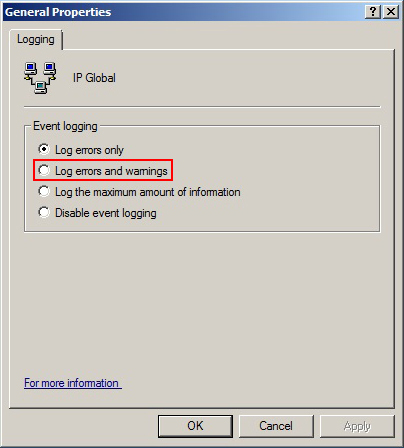 General Properties
Logging
IP Global
Event logging
Log errors only
Log errors and warnings
Log the maximum amount of information
Disable event logging
For more information
OK Cancel Apply